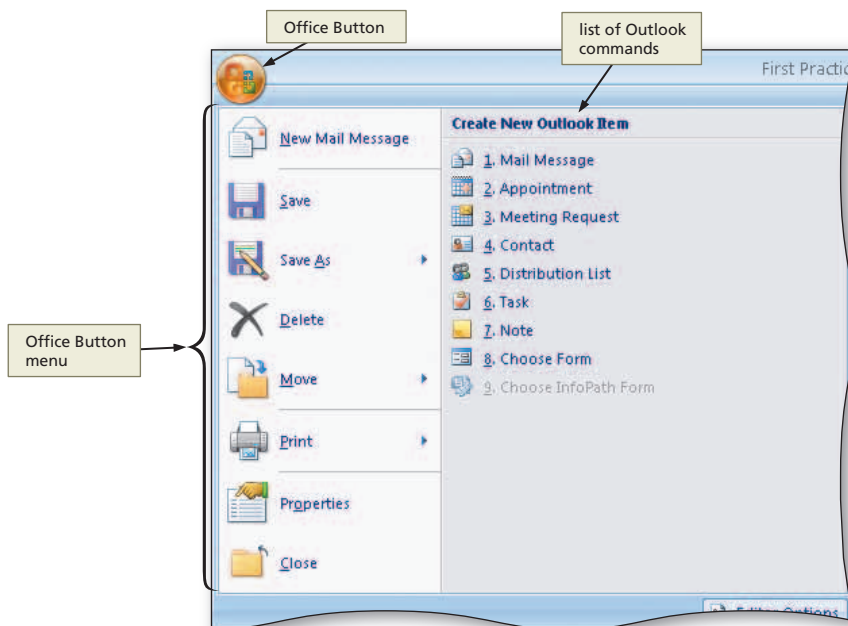 Office Button
list of Outlook
commands
First Practic
New Mail Message
Save
Save As
Delete
Office Button
menu
Move
Print
Properties
Close
Create New Outlook Item
1. Mail Message
2. Appointment
3. Meeting Request
4. Contact
5. Distribution List
6. Task
7. Note
8. Choose Form
9. Choose InfoPath Form
Editor Options